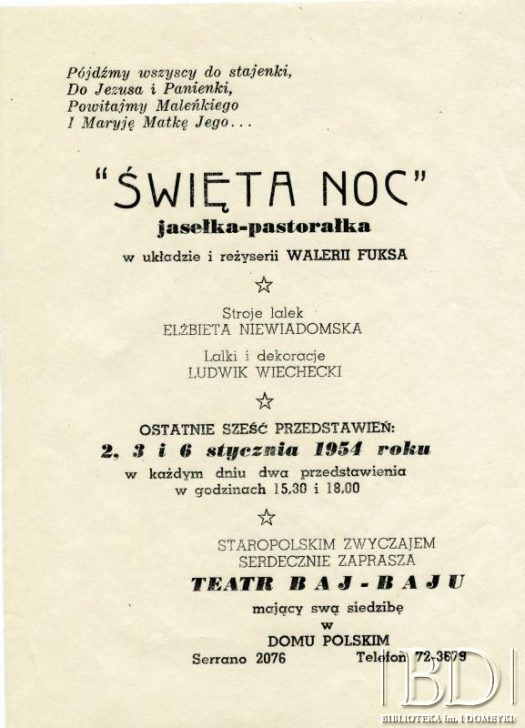 Pójdźmy wszyscy do stajenki,
Do Jezusa i Panienki,
Powitajmy Maleńkiego
I Maryję Matkę Jego...
"ŚWIĘTA NOC"
jasełka-pastorałka
w układzie i reżyserii WALERII FUKSA
Stroje lalek
ELŻBIETA NIEWIADOMSKA
Lalki i dekoracje
LUDWIK WIECHECKI
OSTATNIE SZEŚĆ PRZEDSTAWIEŃ:
2, 3 i 6 stycznia 1954 roku
w każdym dniu dwa przedstawienia
w godzinach 15,30 i 18,00
STAROPOLSKIM ZWYCZAJEM
SERDECZNIE ZAPRASZA
TEATR BAJ-BAJU
mający swą siedzibę
w
DOMU POLSKIM
Serrano 2076 Telefon 72-3679
BD
BIBLIOTEKA im. I DOMEYKI